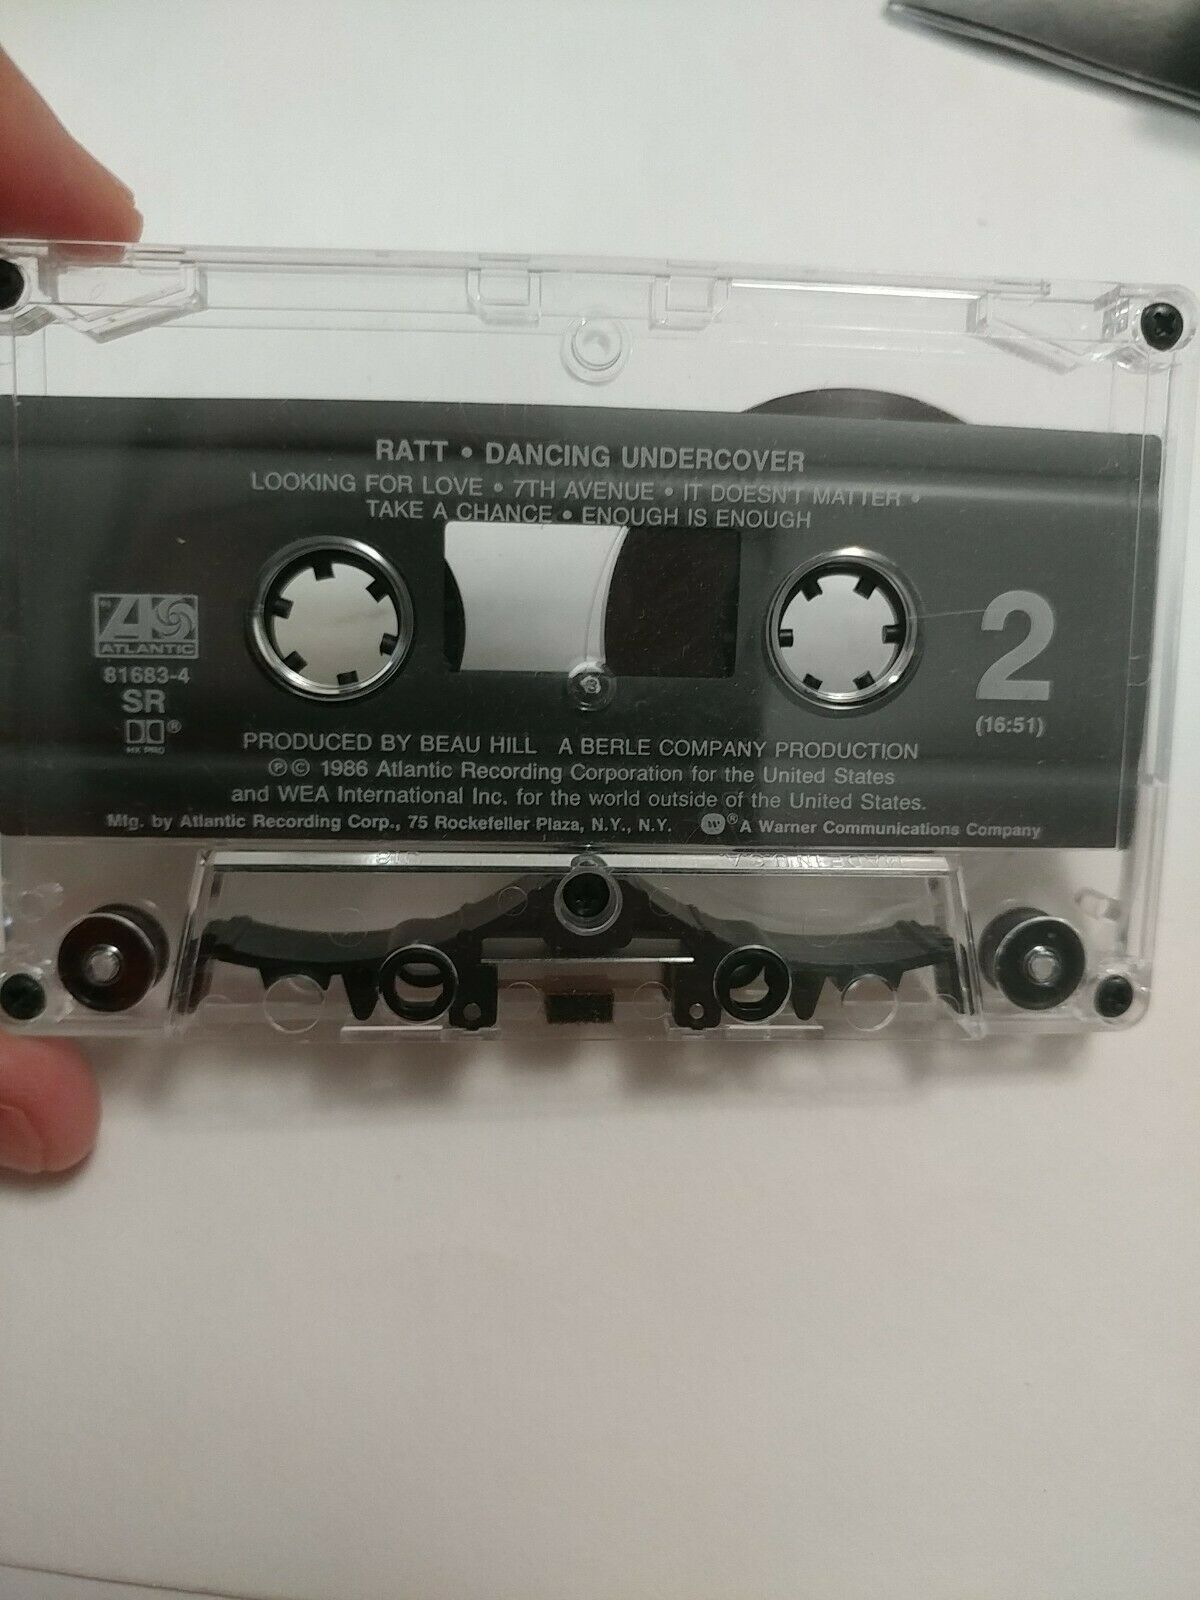 RATT • DANCING UNDERCOVER
LOOKING FOR LOVE • 7TH AVENUE • IT DOESN'T MATTER •
TAKE A CHANCE • ENOUGH IS ENOUGH
ATLANTIC
81683-4
SR
®
HX PRO
2
(16:51)
PRODUCED BY BEAU HILL A BERLE COMPANY PRODUCTION
℗© 1986 Atlantic Recording Corporation for the United States
and WEA International Inc. for the world outside of the United States.
Mfg. by Atlantic Recording Corp., 75 Rockefeller Plaza, N.Y., N.Y. ® A Warner Communications Company